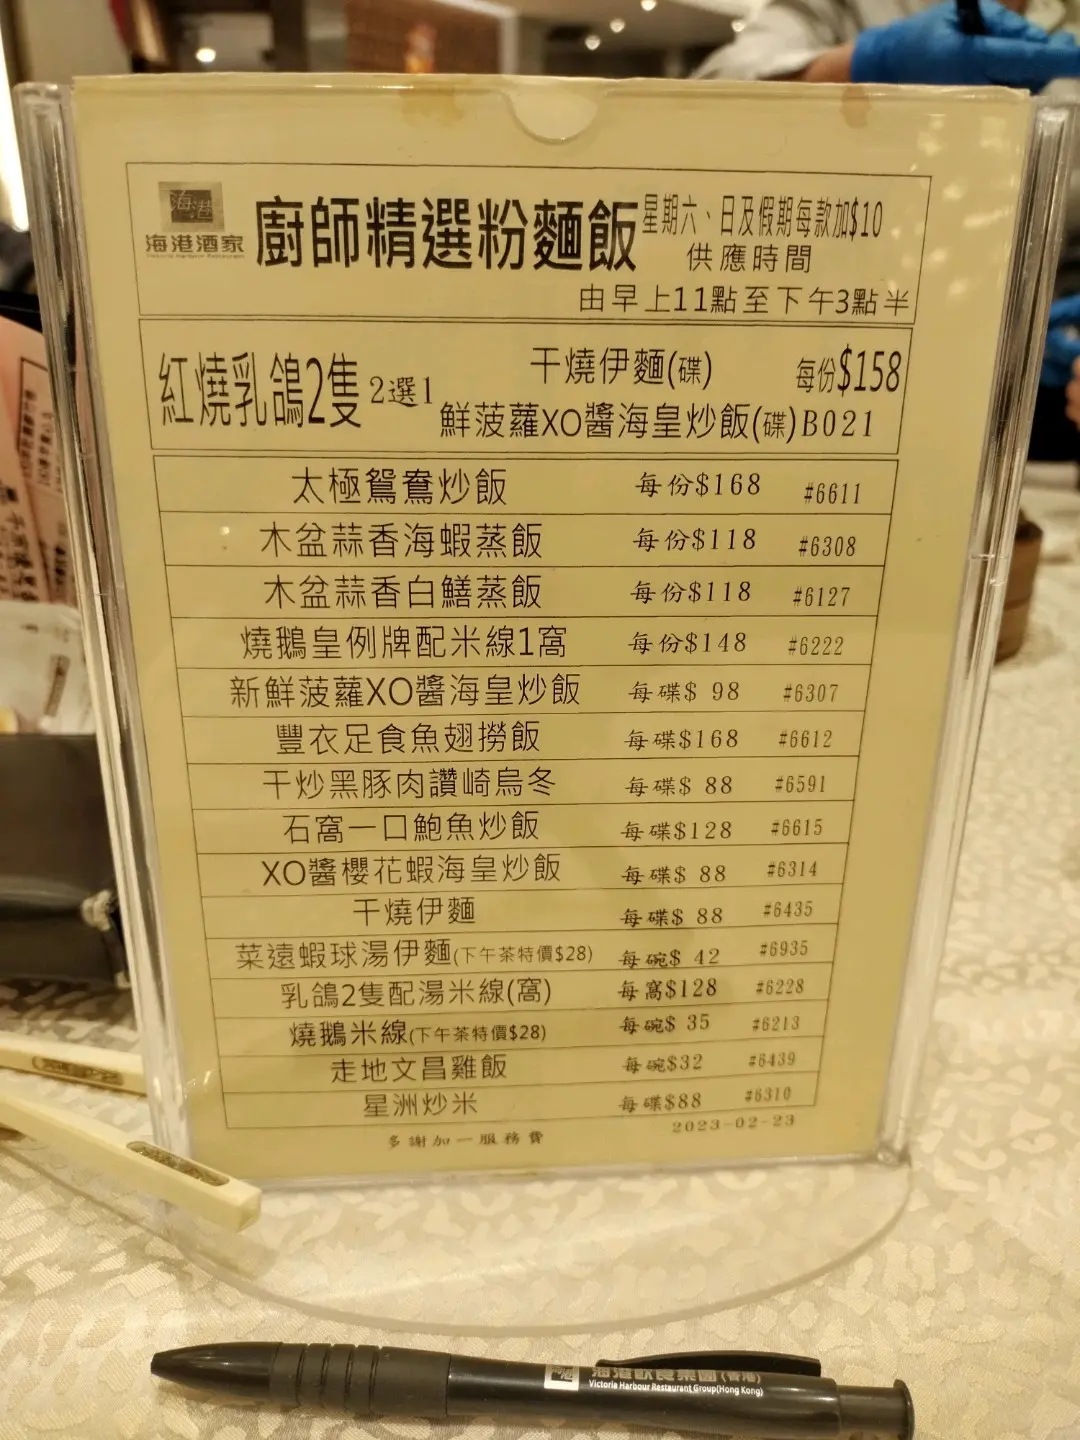 海港
海港酒家
Victoria Harbour Restaurant
廚師精選粉麵飯
星期六、日及假期每款加$10
供應時間
由早上11點至下午3點半
紅燒乳鴿2隻 2選1
干燒伊麵(碟) 每份$158
鮮菠蘿XO醬海皇炒飯(碟) B021
太極鴛鴦炒飯 每份$168 #6611
木盆蒜香海蝦蒸飯 每份$118 #6308
木盆蒜香白鱔蒸飯 每份$118 #6127
燒鵝皇例牌配米線1窩 每份$148 #6222
新鮮菠蘿XO醬海皇炒飯 每碟$ 98 #6307
豐衣足食魚翅撈飯 每碟$168 #6612
干炒黑豚肉讚崎烏冬 每碟$ 88 #6591
石窩一口鮑魚炒飯 每碟$128 #6615
XO醬櫻花蝦海皇炒飯 每碟$ 88 #6314
干燒伊麵 每碟$ 88 #6435
菜遠蝦球湯伊麵(下午茶特價$28) 每碗$ 42 #6935
乳鴿2隻配湯米線(窩) 每窩$128 #6228
燒鵝米線(下午茶特價$28) 每碗$ 35 #6213
走地文昌雞飯 每碗$32 #6439
星洲炒米 每碟$88 #6310
2023-02-23
多謝加一服務費
海港飲食集團(香港)
Victoria Harbour Restaurant Group(Hong Kong)